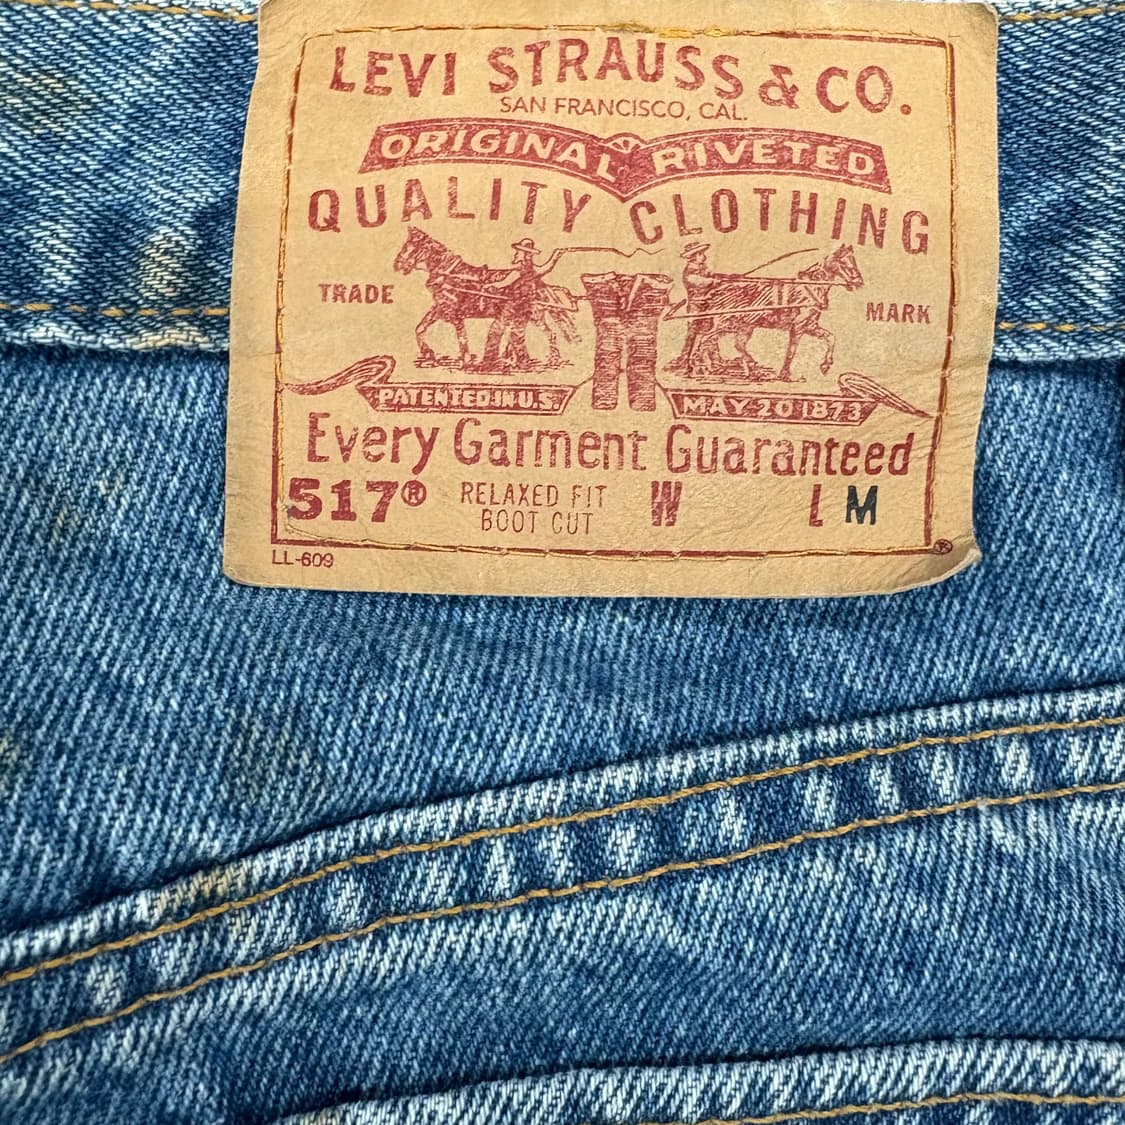 LEVI STRAUSS & CO.
SAN FRANCISCO, CAL.
ORIGINAL RIVETED
QUALITY CLOTHING
TRADE MARK
PATENTED IN U.S. MAY 20 1873
Every Garment Guaranteed
517® RELAXED FIT W L M
BOOT CUT
LL-609 ®